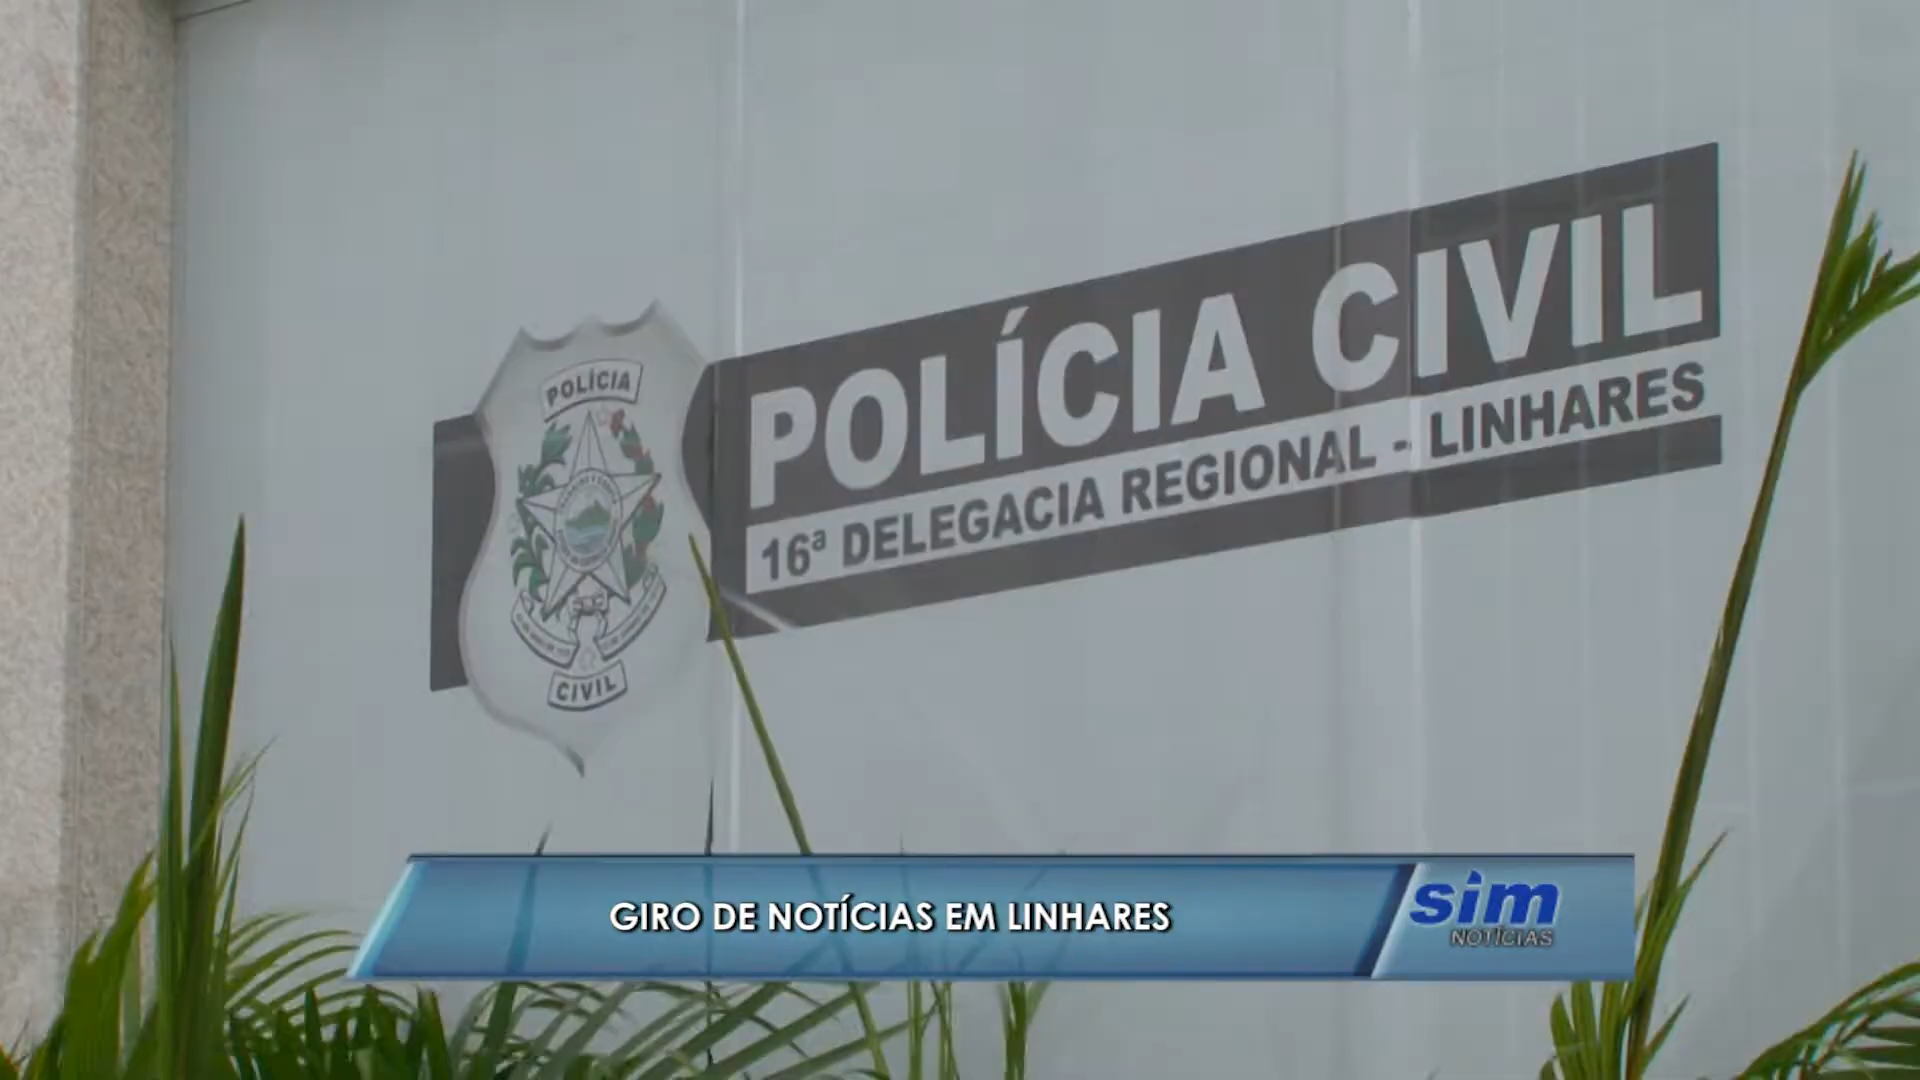 POLÍCIA CIVIL
16ª DELEGACIA REGIONAL - LINHARES
POLÍCIA
CIVIL
GIRO DE NOTÍCIAS EM LINHARES
sim
NOTÍCIAS